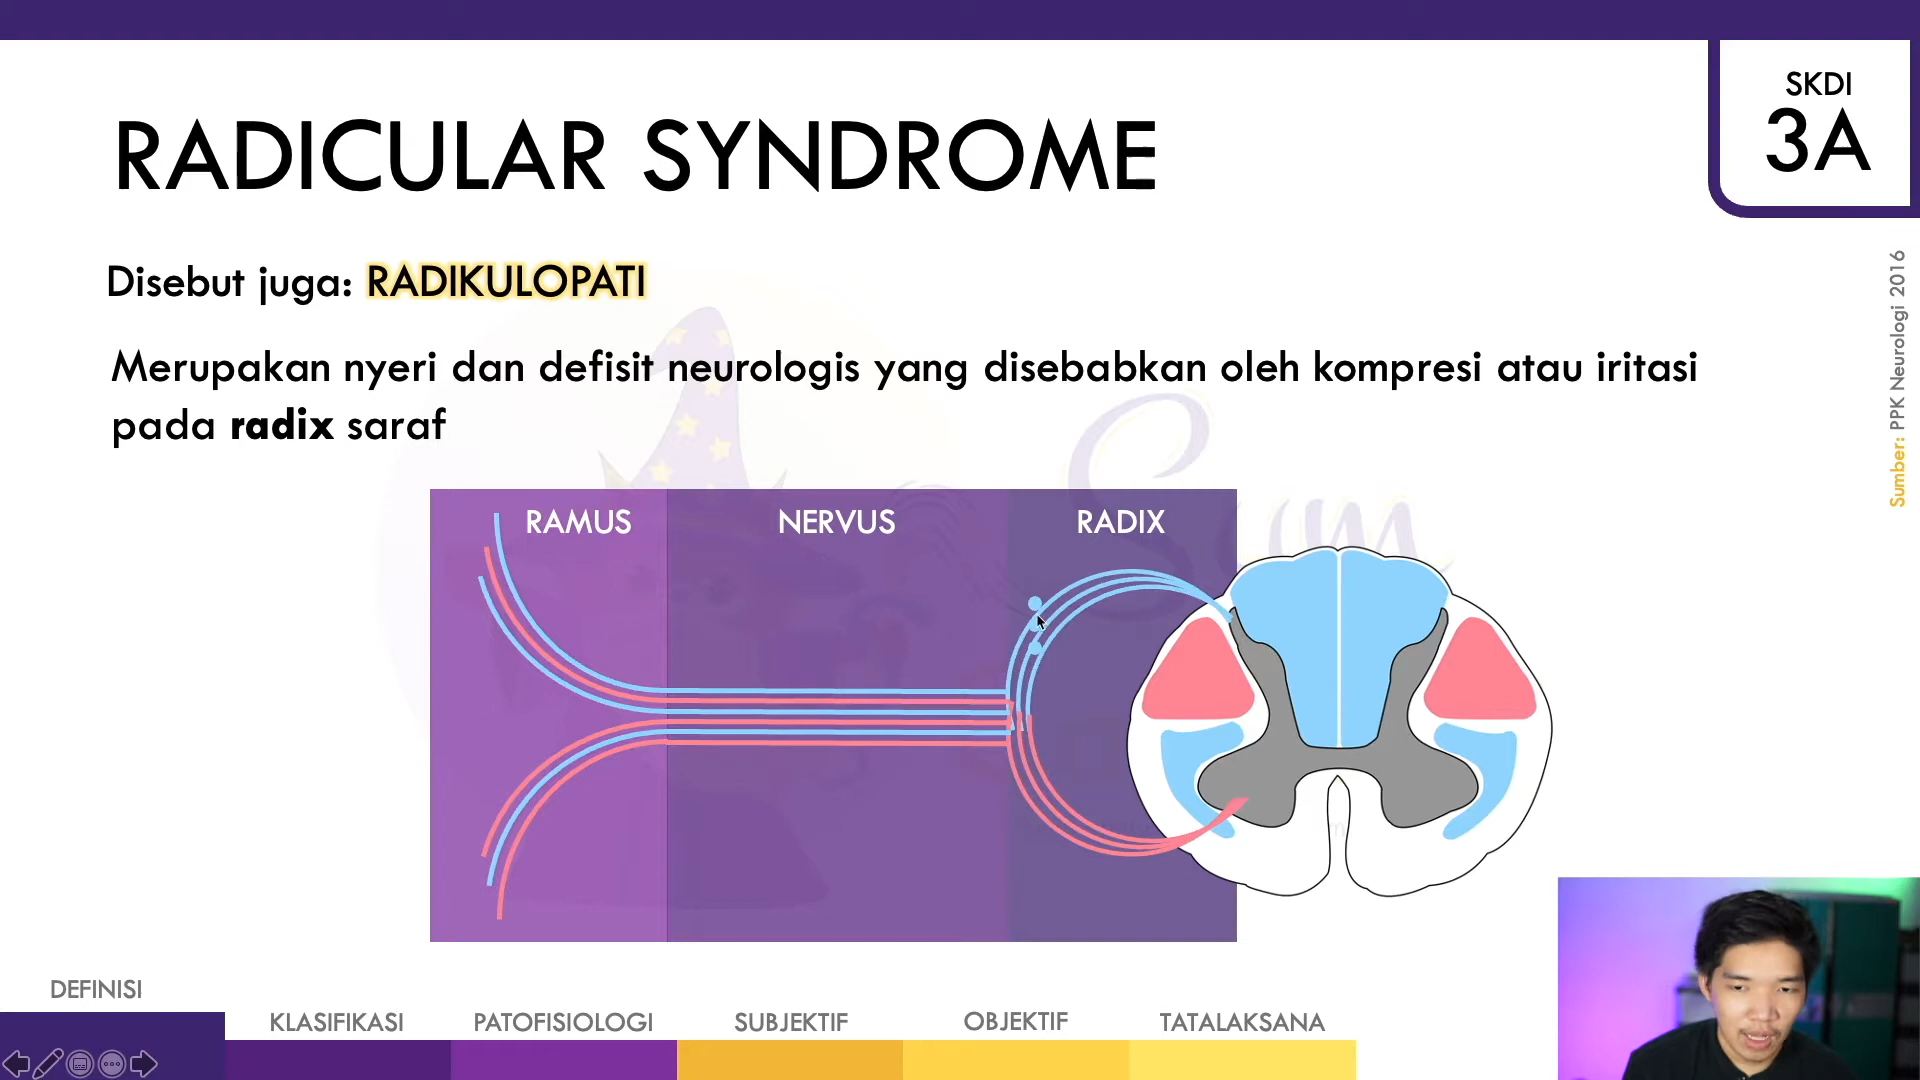 SKDI
3A
RADICULAR SYNDROME
Disebut juga: RADIKULOPATI
Merupakan nyeri dan defisit neurologis yang disebabkan oleh kompresi atau iritasi
pada radix saraf
Sumber: PPK Neurologi 2016
RAMUS
NERVUS
RADIX
DEFINISI
KLASIFIKASI
PATOFISIOLOGI
SUBJEKTIF
OBJEKTIF
TATALAKSANA